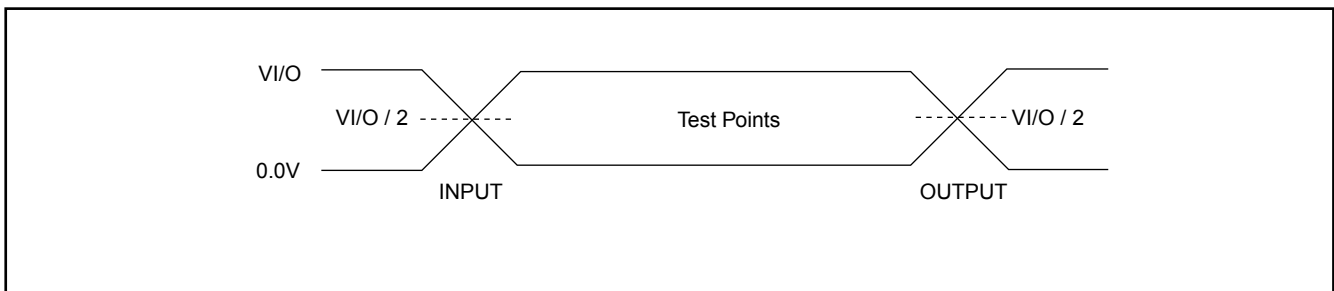 VI/O
VI/O / 2 Test Points VI/O / 2
0.0V
INPUT OUTPUT